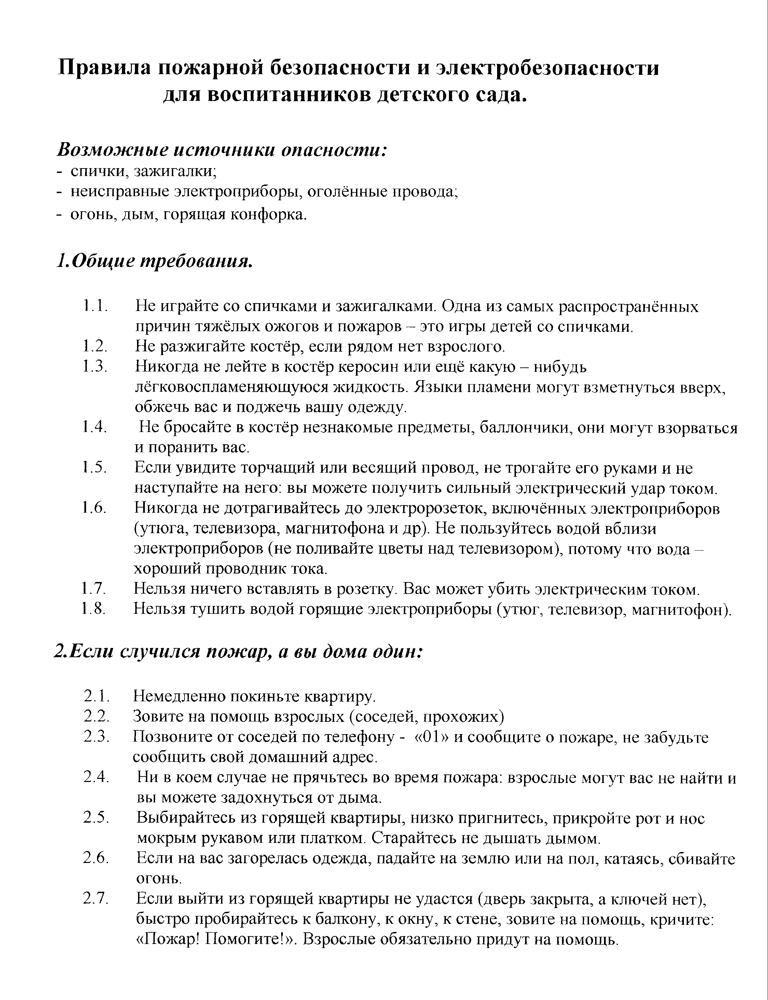 Правила пожарной безопасности и электробезопасности
для воспитанников детского сада.
Возможные источники опасности:
- спички, зажигалки;
- неисправные электроприборы, оголённые провода;
- огонь, дым, горящая конфорка.
1.Общие требования.
1.1. Не играйте со спичками и зажигалками. Одна из самых распространённых
причин тяжёлых ожогов и пожаров – это игры детей со спичками.
1.2. Не разжигайте костёр, если рядом нет взрослого.
1.3. Никогда не лейте в костёр керосин или ещё какую – нибудь
лёгковоспламеняющуюся жидкость. Языки пламени могут взметнуться вверх,
обжечь вас и поджечь вашу одежду.
1.4. Не бросайте в костёр незнакомые предметы, баллончики, они могут взорваться
и поранить вас.
1.5. Если увидите торчащий или весящий провод, не трогайте его руками и не
наступайте на него: вы можете получить сильный электрический удар током.
1.6. Никогда не дотрагивайтесь до электророзеток, включённых электроприборов
(утюга, телевизора, магнитофона и др). Не пользуйтесь водой вблизи
электроприборов (не поливайте цветы над телевизором), потому что вода –
хороший проводник тока.
1.7. Нельзя ничего вставлять в розетку. Вас может убить электрическим током.
1.8. Нельзя тушить водой горящие электроприборы (утюг, телевизор, магнитофон).
2.Если случился пожар, а вы дома один:
2.1. Немедленно покиньте квартиру.
2.2. Зовите на помощь взрослых (соседей, прохожих)
2.3. Позвоните от соседей по телефону - «01» и сообщите о пожаре, не забудьте
сообщить свой домашний адрес.
2.4. Ни в коем случае не прячьтесь во время пожара: взрослые могут вас не найти и
вы можете задохнуться от дыма.
2.5. Выбирайтесь из горящей квартиры, низко пригнитесь, прикройте рот и нос
мокрым рукавом или платком. Старайтесь не дышать дымом.
2.6. Если на вас загорелась одежда, падайте на землю или на пол, катаясь, сбивайте
огонь.
2.7. Если выйти из горящей квартиры не удастся (дверь закрыта, а ключей нет),
быстро пробирайтесь к балкону, к окну, к стене, зовите на помощь, кричите:
«Пожар! Помогите!». Взрослые обязательно придут на помощь.